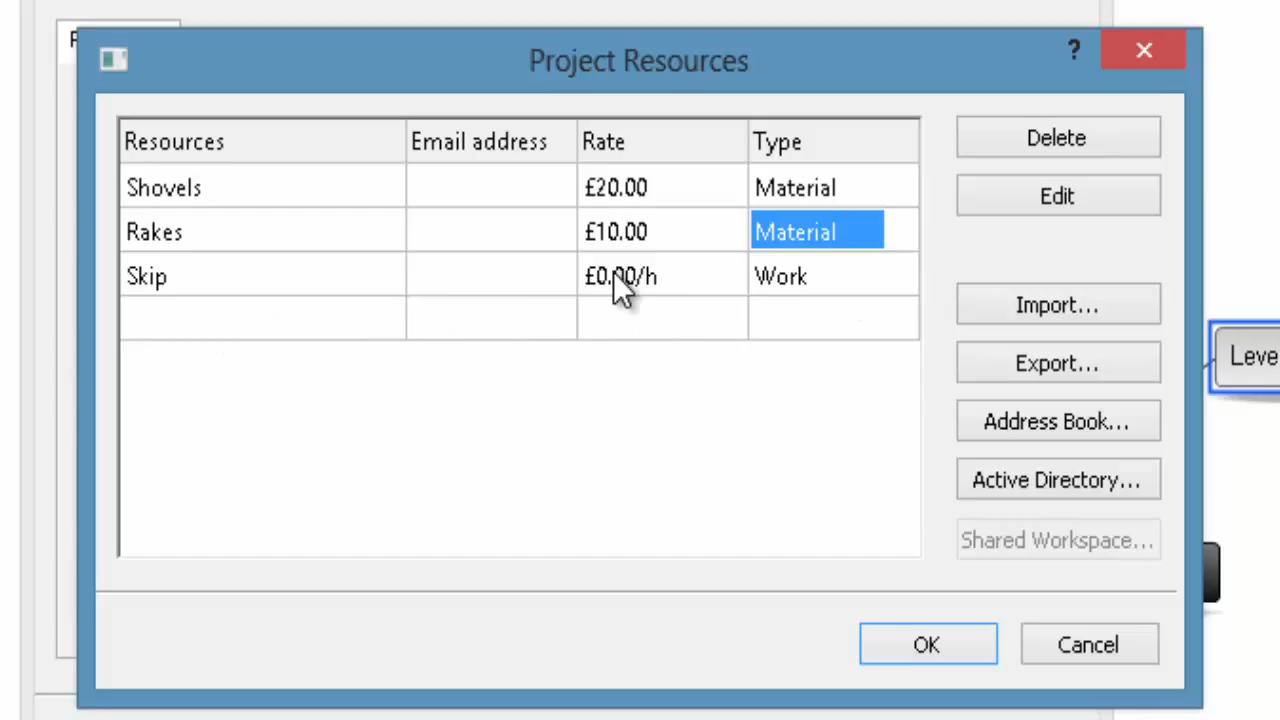 Project Resources
?
Resources Email address Rate Type
Shovels £20.00 Material
Rakes £10.00 Material
Skip £0.00/h Work
Delete
Edit
Import...
Export...
Address Book...
Active Directory...
Shared Workspace...
OK Cancel